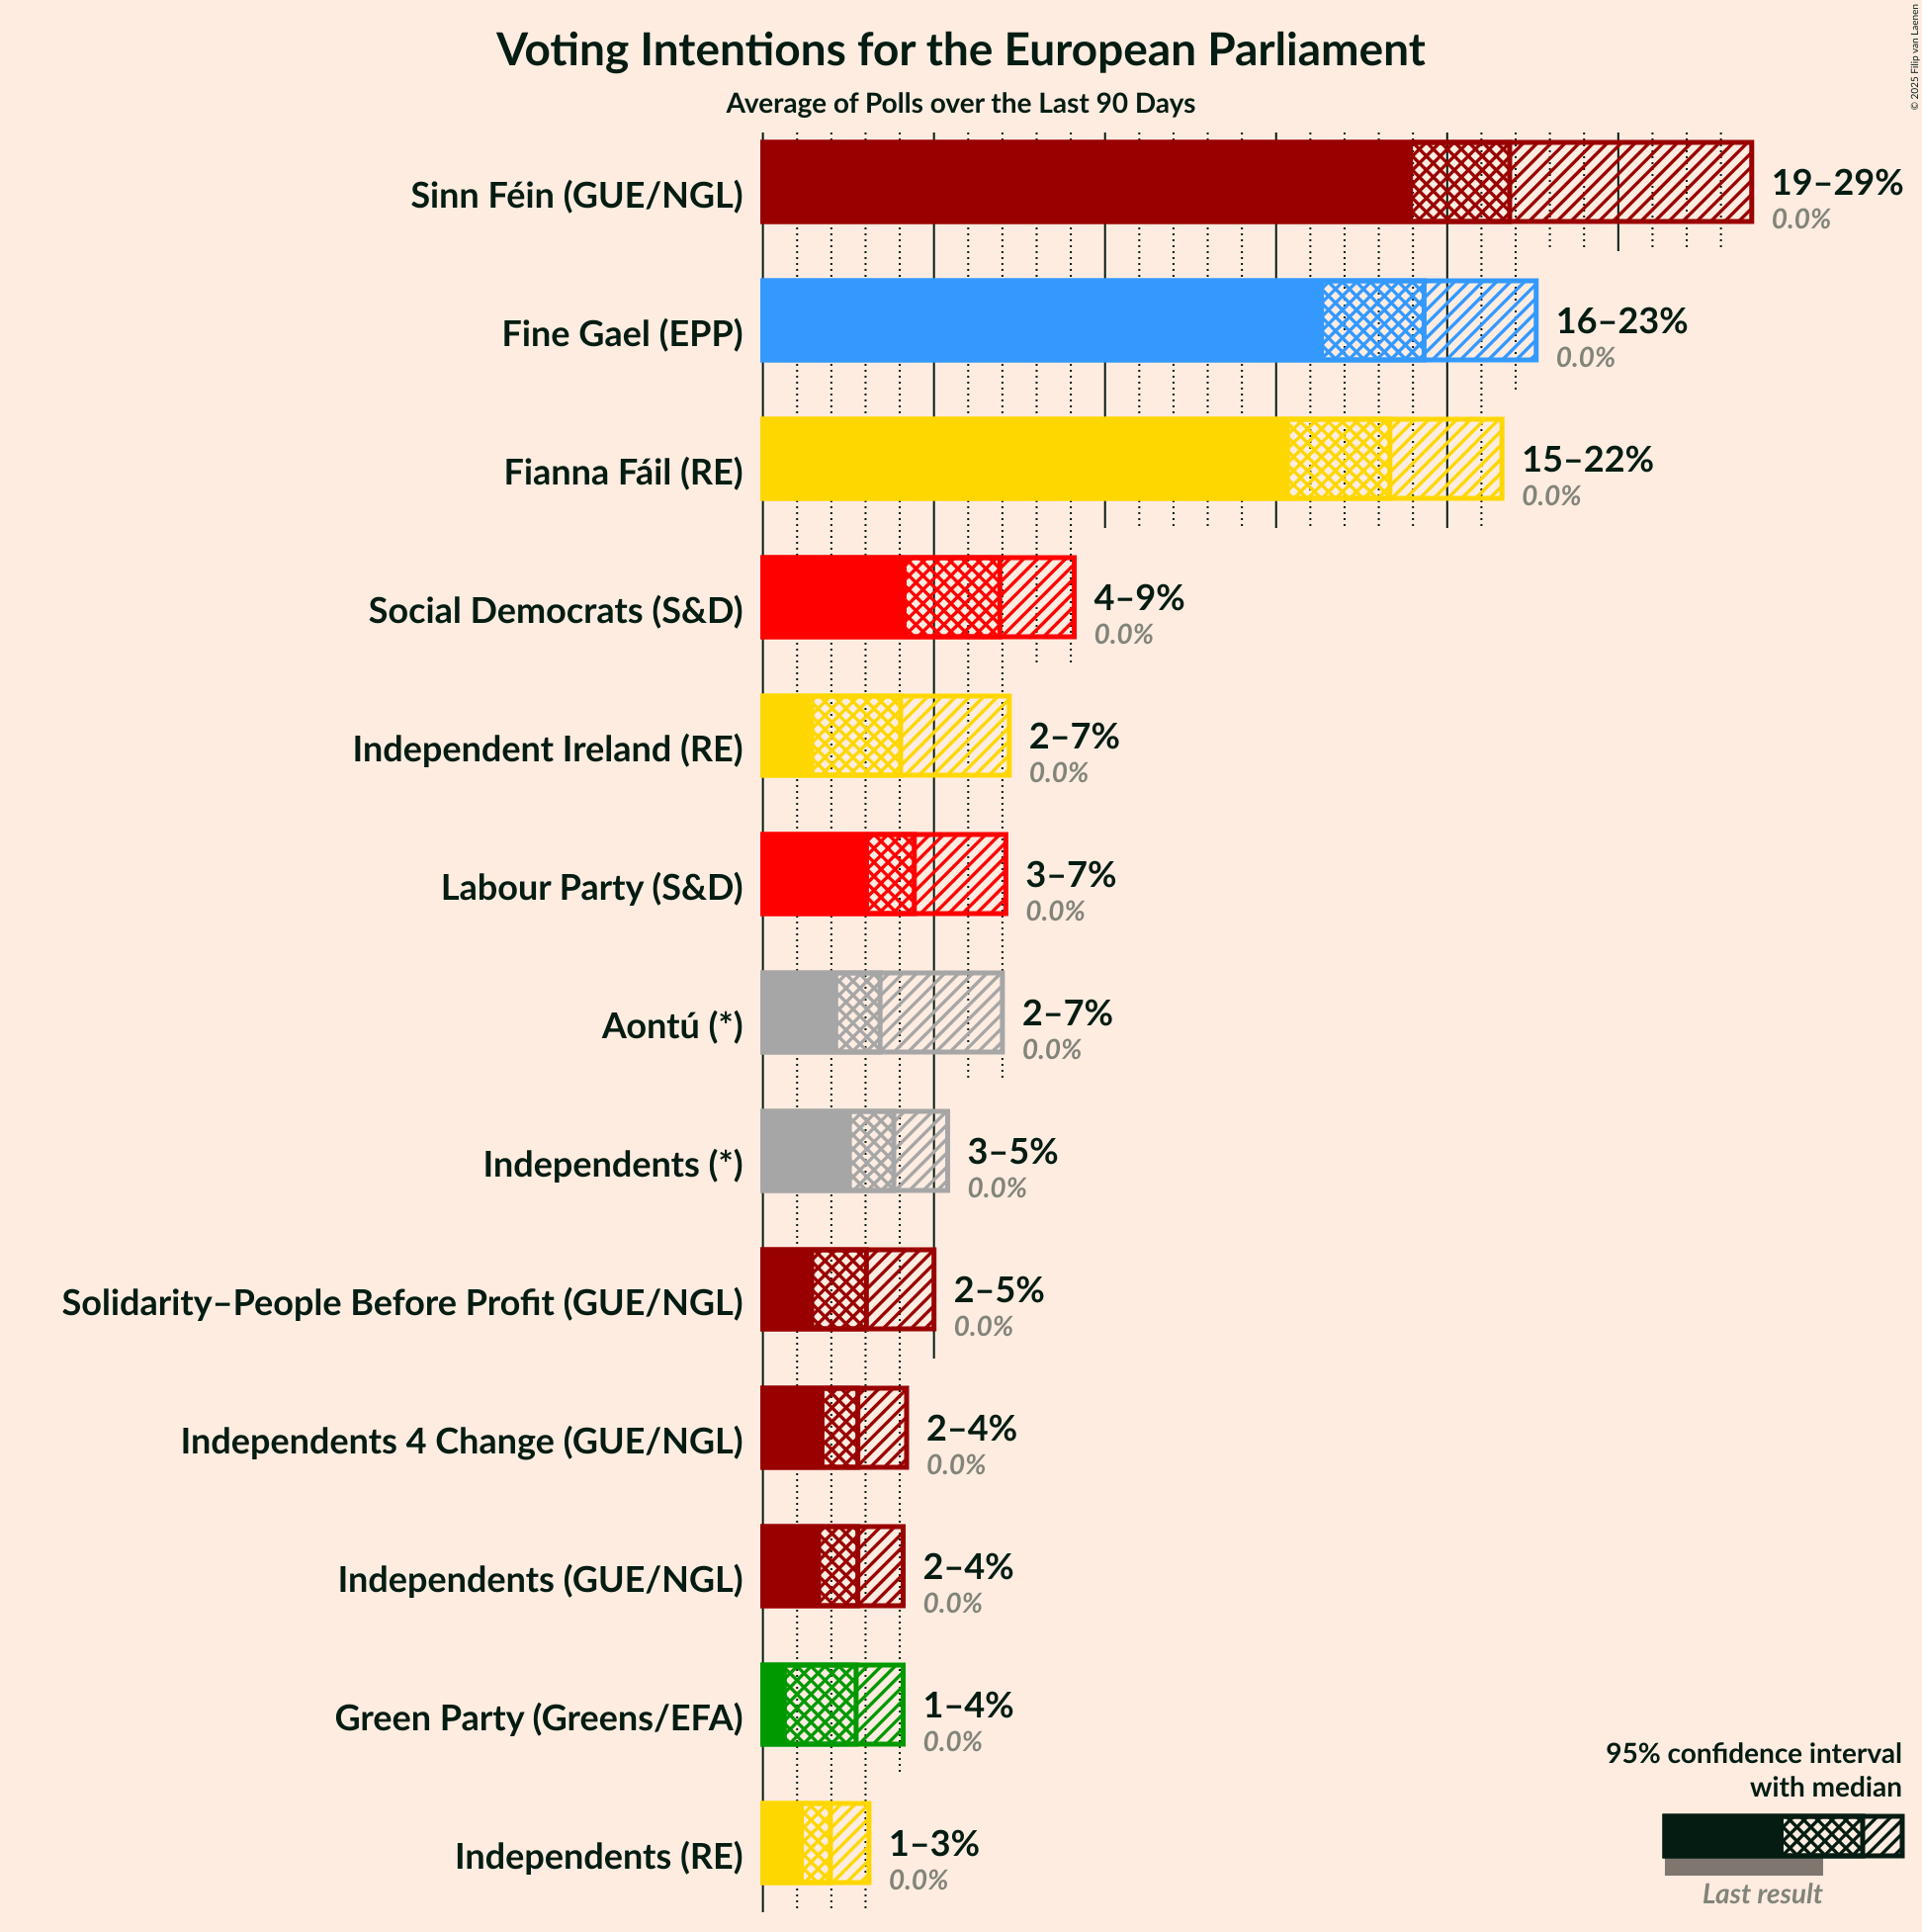 Voting Intentions for the European Parliament
Average of Polls over the Last 90 Days
© 2025 Filip van Laenen
Sinn Féin (GUE/NGL)
19–29%
0.0%
Fine Gael (EPP)
16–23%
0.0%
Fianna Fáil (RE)
15–22%
0.0%
Social Democrats (S&D)
4–9%
0.0%
Independent Ireland (RE)
2–7%
0.0%
Labour Party (S&D)
3–7%
0.0%
Aontú (*)
2–7%
0.0%
Independents (*)
3–5%
0.0%
Solidarity–People Before Profit (GUE/NGL)
2–5%
0.0%
Independents 4 Change (GUE/NGL)
2–4%
0.0%
Independents (GUE/NGL)
2–4%
0.0%
Green Party (Greens/EFA)
1–4%
0.0%
Independents (RE)
1–3%
0.0%
95% confidence interval
with median
Last result